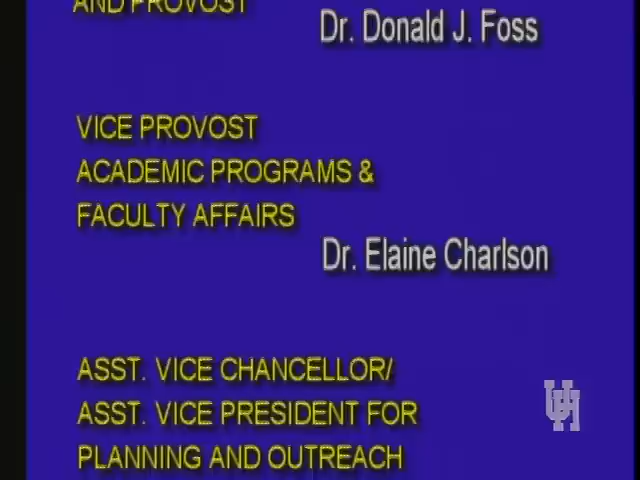 AND PROVOST
Dr. Donald J. Foss
VICE PROVOST
ACADEMIC PROGRAMS &
FACULTY AFFAIRS
Dr. Elaine Charlson
ASST. VICE CHANCELLOR/
ASST. VICE PRESIDENT FOR
PLANNING AND OUTREACH
UH